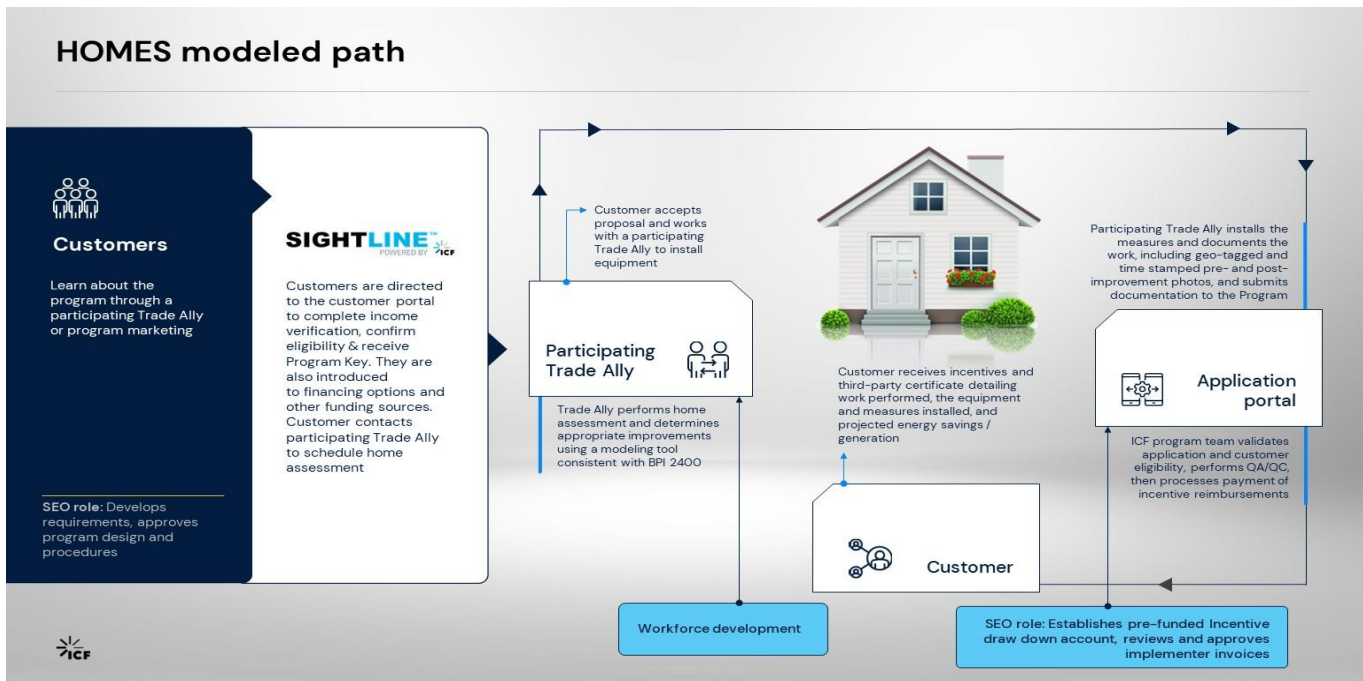 HOMES modeled path
Customers
Learn about the
program through a
participating Trade Ally
or program marketing
SEO role: Develops
requirements, approves
program design and
procedures
SIGHTLINE™
POWERED BY ICF
Customers are directed
to the customer portal
to complete income
verification, confirm
eligibility & receive
Program Key. They are
also introduced
to financing options and
other funding sources.
Customer contacts
participating Trade Ally
to schedule home
assessment
Customer accepts
proposal and works
with a participating
Trade Ally to install
equipment
Participating
Trade Ally
Trade Ally performs home
assessment and determines
appropriate improvements
using a modeling tool
consistent with BPI 2400
Workforce development
Customer receives incentives and
third-party certificate detailing
work performed, the equipment
and measures installed, and
projected energy savings /
generation
Customer
Participating Trade Ally installs the
measures and documents the
work, including geo-tagged and
time stamped pre- and post-
improvement photos, and submits
documentation to the Program
Application
portal
ICF program team validates
application and customer
eligibility, performs QA/QC,
then processes payment of
incentive reimbursements
SEO role: Establishes pre-funded Incentive
draw down account, reviews and approves
implementer invoices
ICF